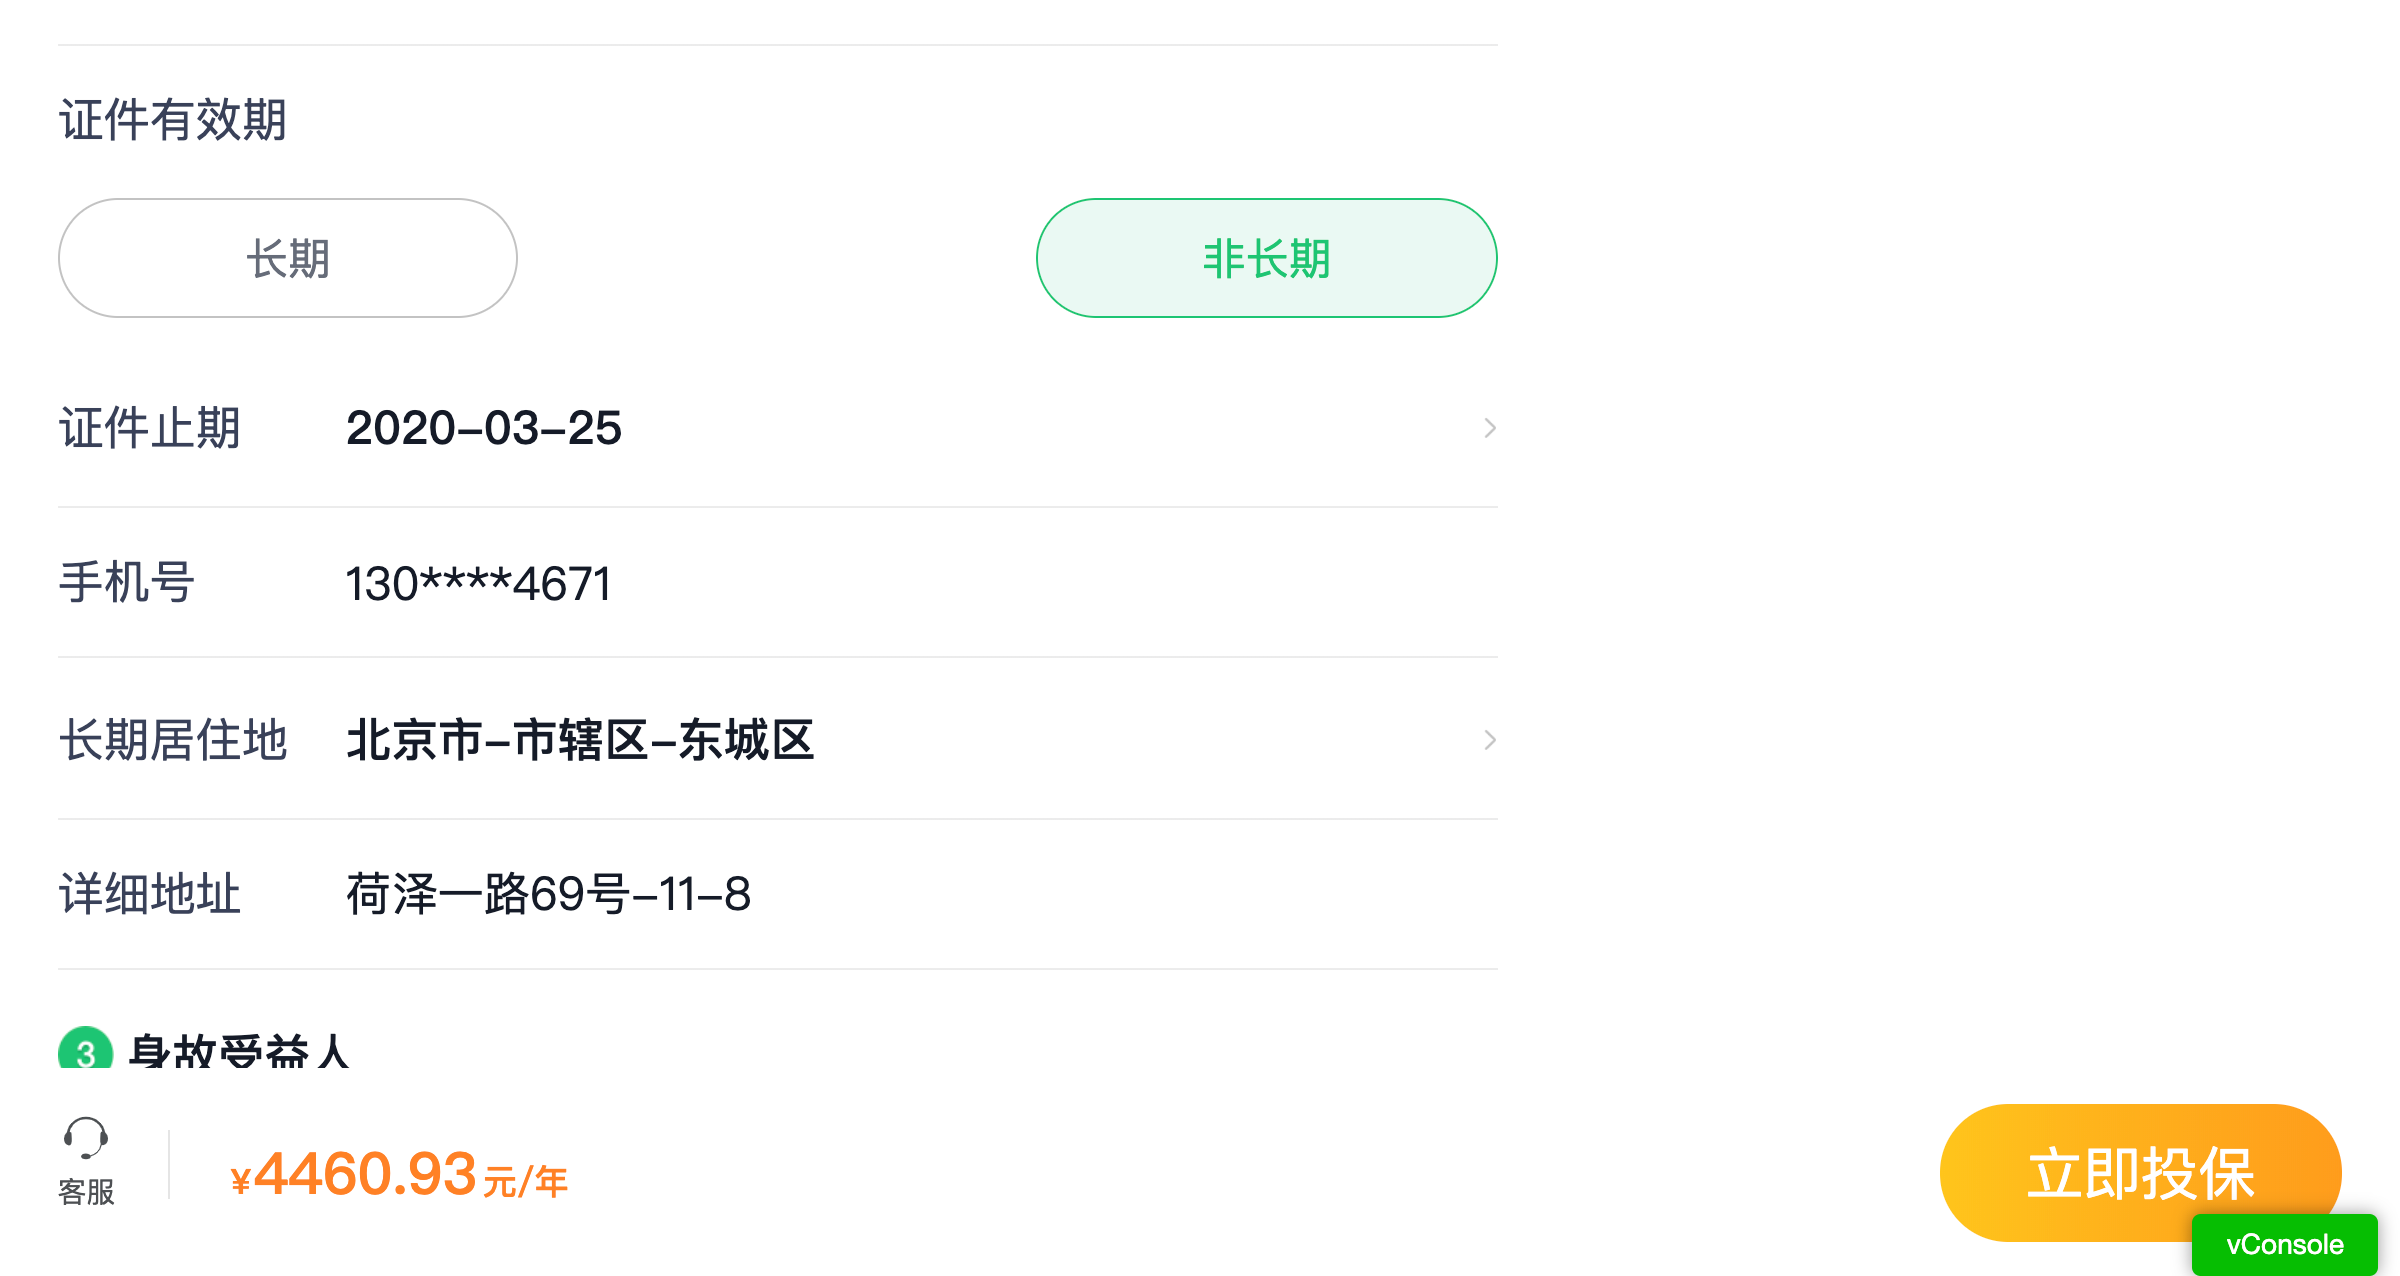 证件有效期
长期
非长期
证件止期 2020-03-25
手机号 130****4671
长期居住地 北京市-市辖区-东城区
详细地址 荷泽一路69号-11-8
3 身故受益人
客服
¥4460.93元/年
立即投保
vConsole